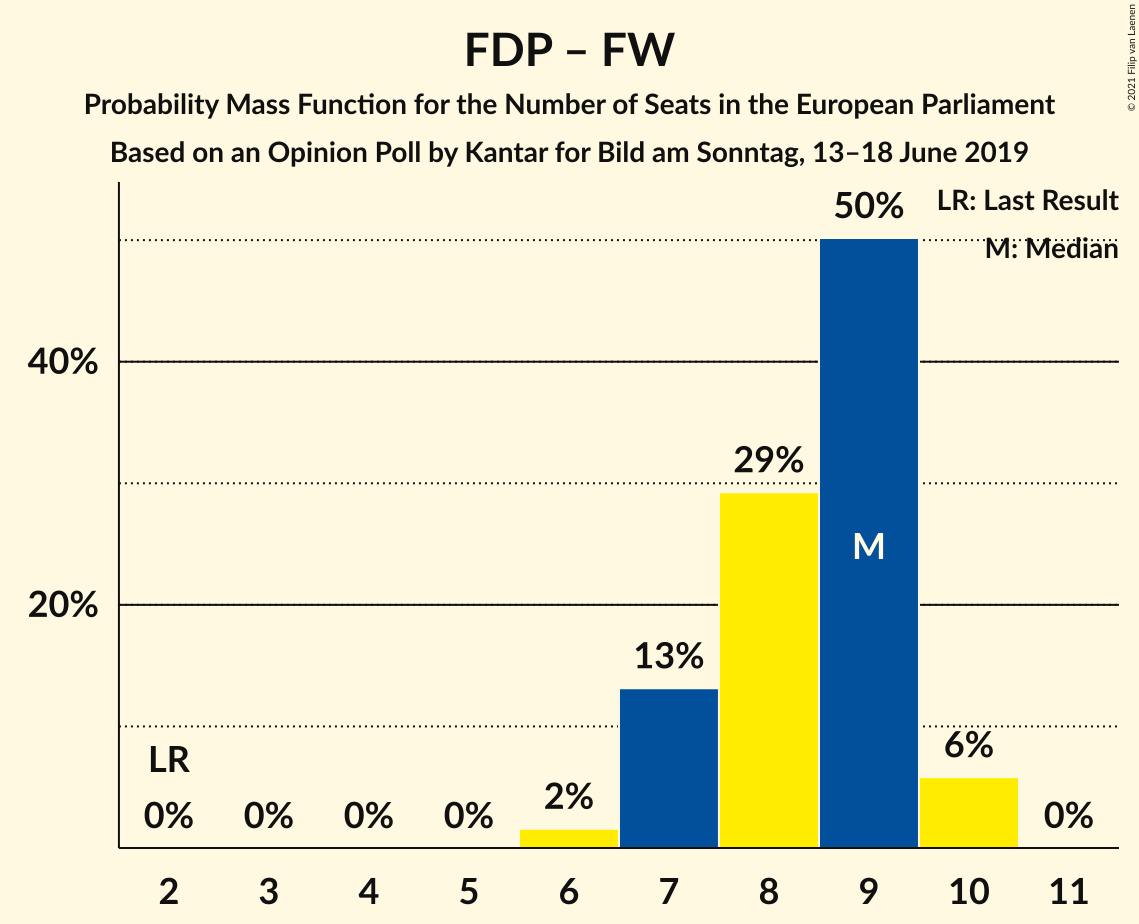 FDP – FW
Probability Mass Function for the Number of Seats in the European Parliament
Based on an Opinion Poll by Kantar for Bild am Sonntag, 13–18 June 2019
© 2021 Filip van Laenen
LR: Last Result
M: Median
40%
20%
LR
0%
0%
0%
0%
2%
13%
29%
50%
M
6%
0%
2 3 4 5 6 7 8 9 10 11